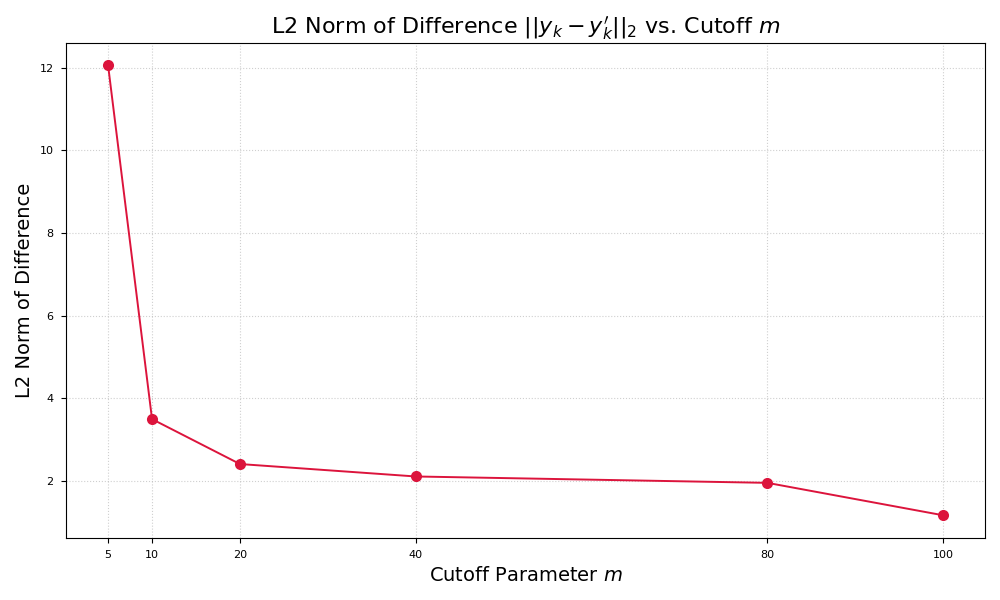 L2 Norm of Difference $||y_k - y_k'||_2$ vs. Cutoff $m$
L2 Norm of Difference
12
10
8
6
4
2
5 10 20 40 80 100
Cutoff Parameter $m$